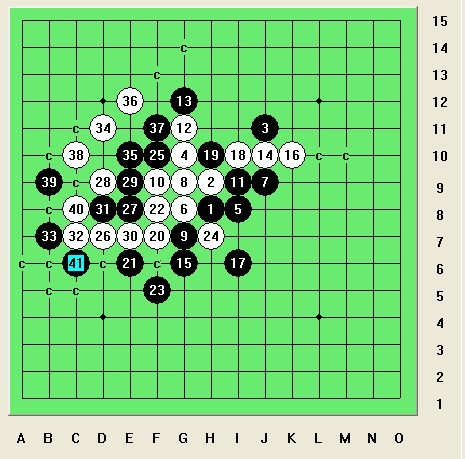 15
c 14
c 13
36 13 12
c 34 37 12 3 11
c 38 35 25 4 19 18 14 16 c c 10
39 c 28 29 10 8 2 11 7 9
c 40 31 27 22 6 1 5 8
33 32 26 30 20 9 24 7
c c 41 c 21 c 15 17 6
c c 23 5
4
3
2
1
A B C D E F G H I J K L M N O